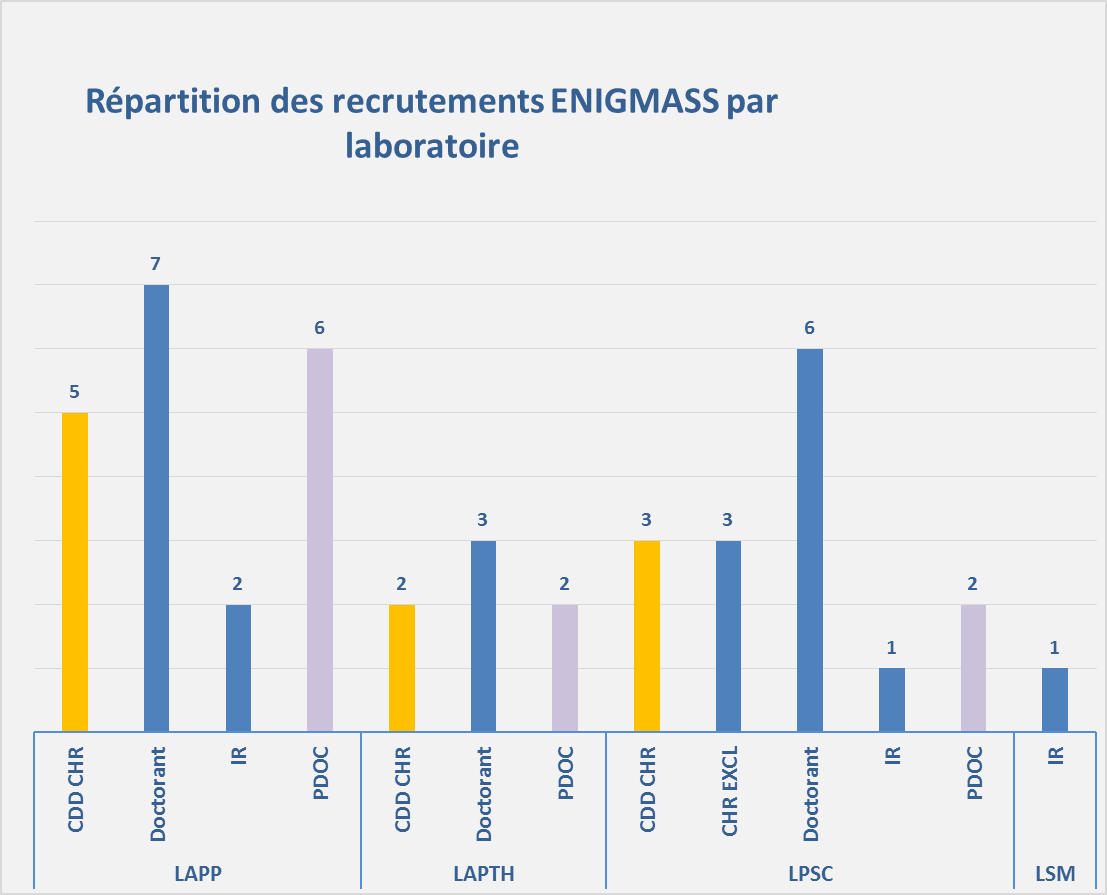 Répartition des recrutements ENIGMASS par
laboratoire
7
6
6
5
3
3
3
2
2
2
2
1
1
CDD CHR
Doctorant
IR
PDOC
CDD CHR
Doctorant
PDOC
CDD CHR
CHR EXCL
Doctorant
IR
PDOC
IR
LAPP
LAPTH
LPSC
LSM